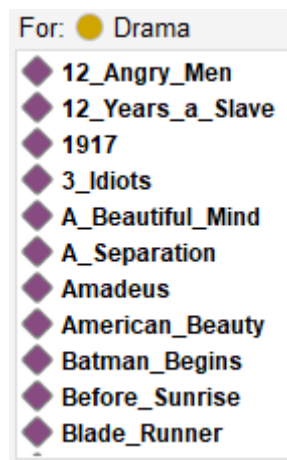 For: Drama
12_Angry_Men
12_Years_a_Slave
1917
3_Idiots
A_Beautiful_Mind
A_Separation
Amadeus
American_Beauty
Batman_Begins
Before_Sunrise
Blade_Runner